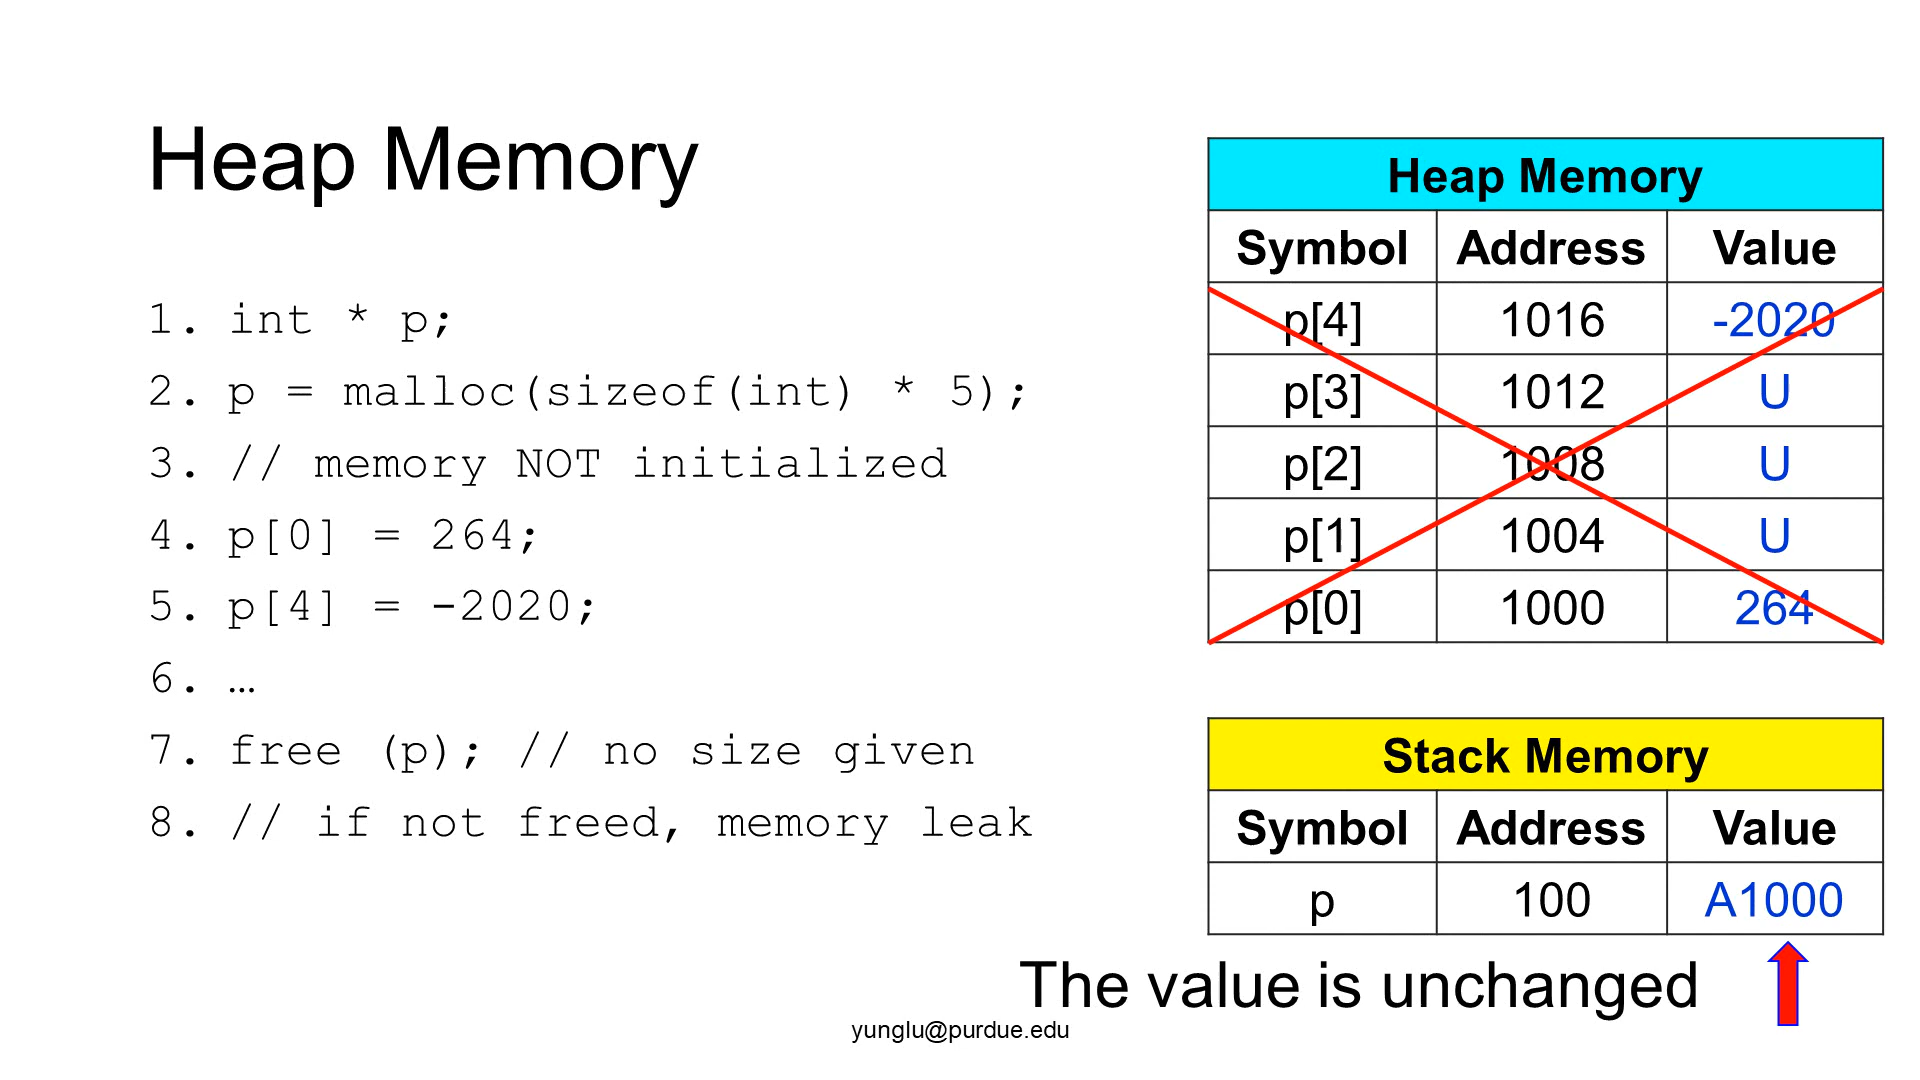 Heap Memory
1. int * p;
2. p = malloc(sizeof(int) * 5);
3. // memory NOT initialized
4. p[0] = 264;
5. p[4] = -2020;
6. …
7. free (p); // no size given
8. // if not freed, memory leak
Heap Memory
Symbol Address Value
p[4] 1016 -2020
p[3] 1012 U
p[2] 1008 U
p[1] 1004 U
p[0] 1000 264
Stack Memory
Symbol Address Value
p 100 A1000
The value is unchanged
yunglu@purdue.edu